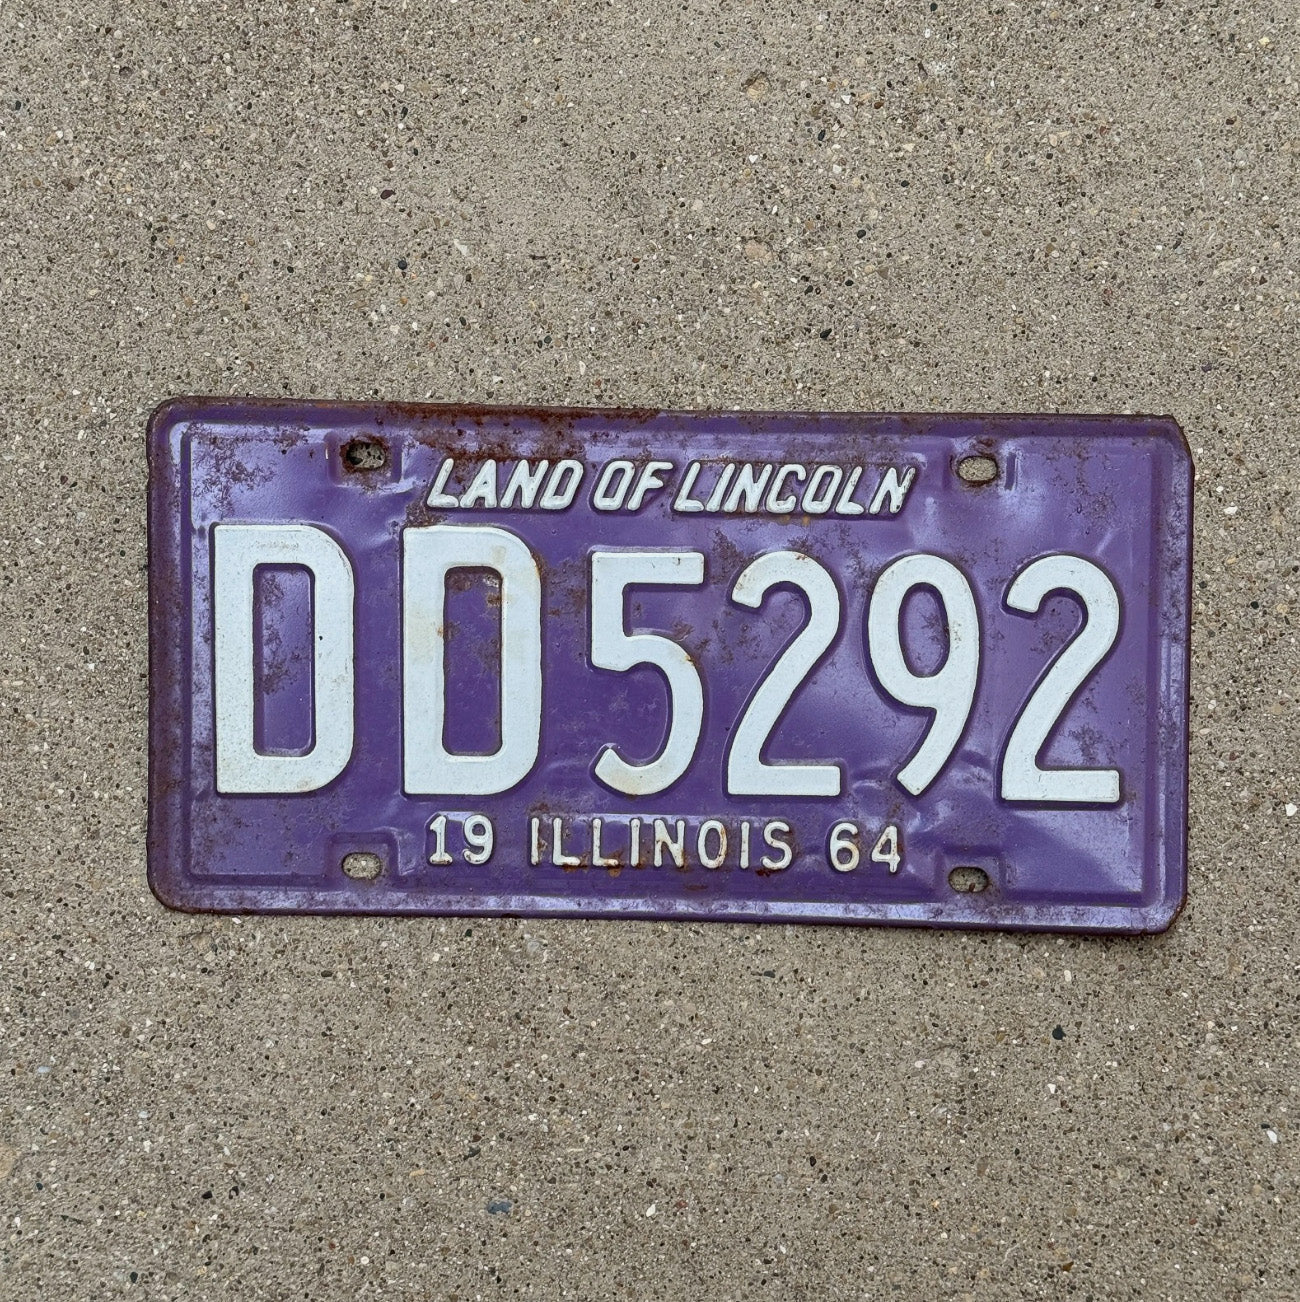 LAND OF LINCOLN
DD5292
19 ILLINOIS 64